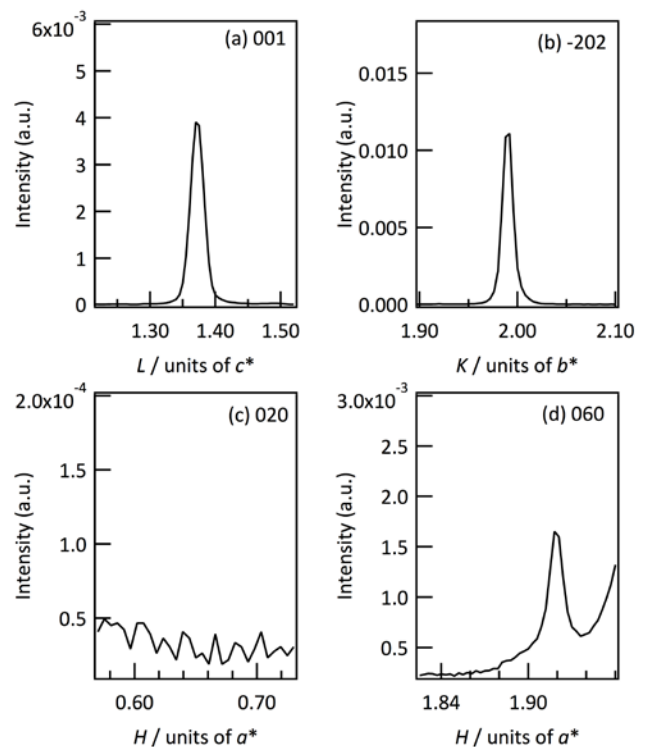 6x10-3
(a) 001
5
4
3
2
1
0
Intensity (a.u.)
1.30 1.40 1.50
L / units of c*
(b) -202
0.015
0.010
0.005
0.000
Intensity (a.u.)
1.90 2.00 2.10
K / units of b*
2.0x10-4
(c) 020
1.5
1.0
0.5
Intensity (a.u.)
0.60 0.70
H / units of a*
3.0x10-3
(d) 060
2.5
2.0
1.5
1.0
0.5
Intensity (a.u.)
1.84 1.90
H / units of a*